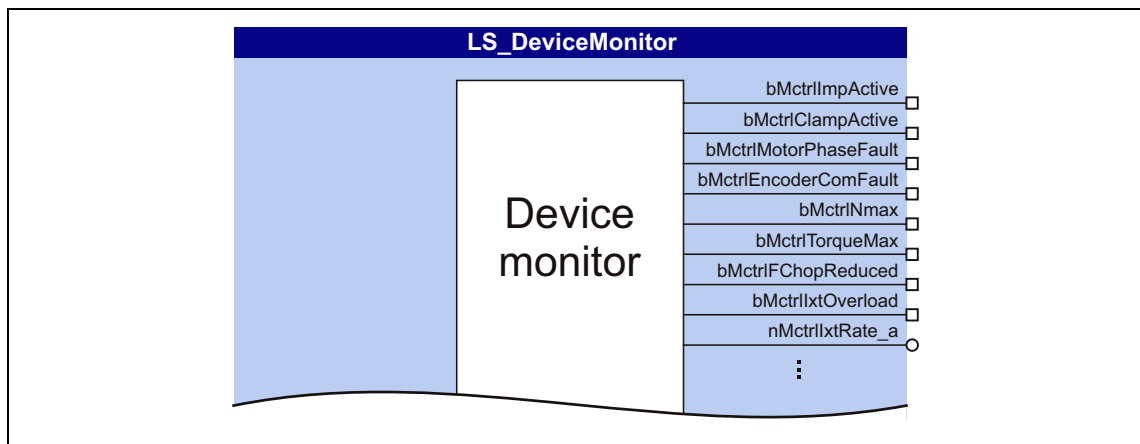 LS_DeviceMonitor
bMctrlImpActive
bMctrlClampActive
bMctrlMotorPhaseFault
bMctrlEncoderComFault
bMctrlNmax
bMctrlTorqueMax
bMctrlFChopReduced
bMctrlIxtOverload
nMctrlIxtRate_a
Device
monitor